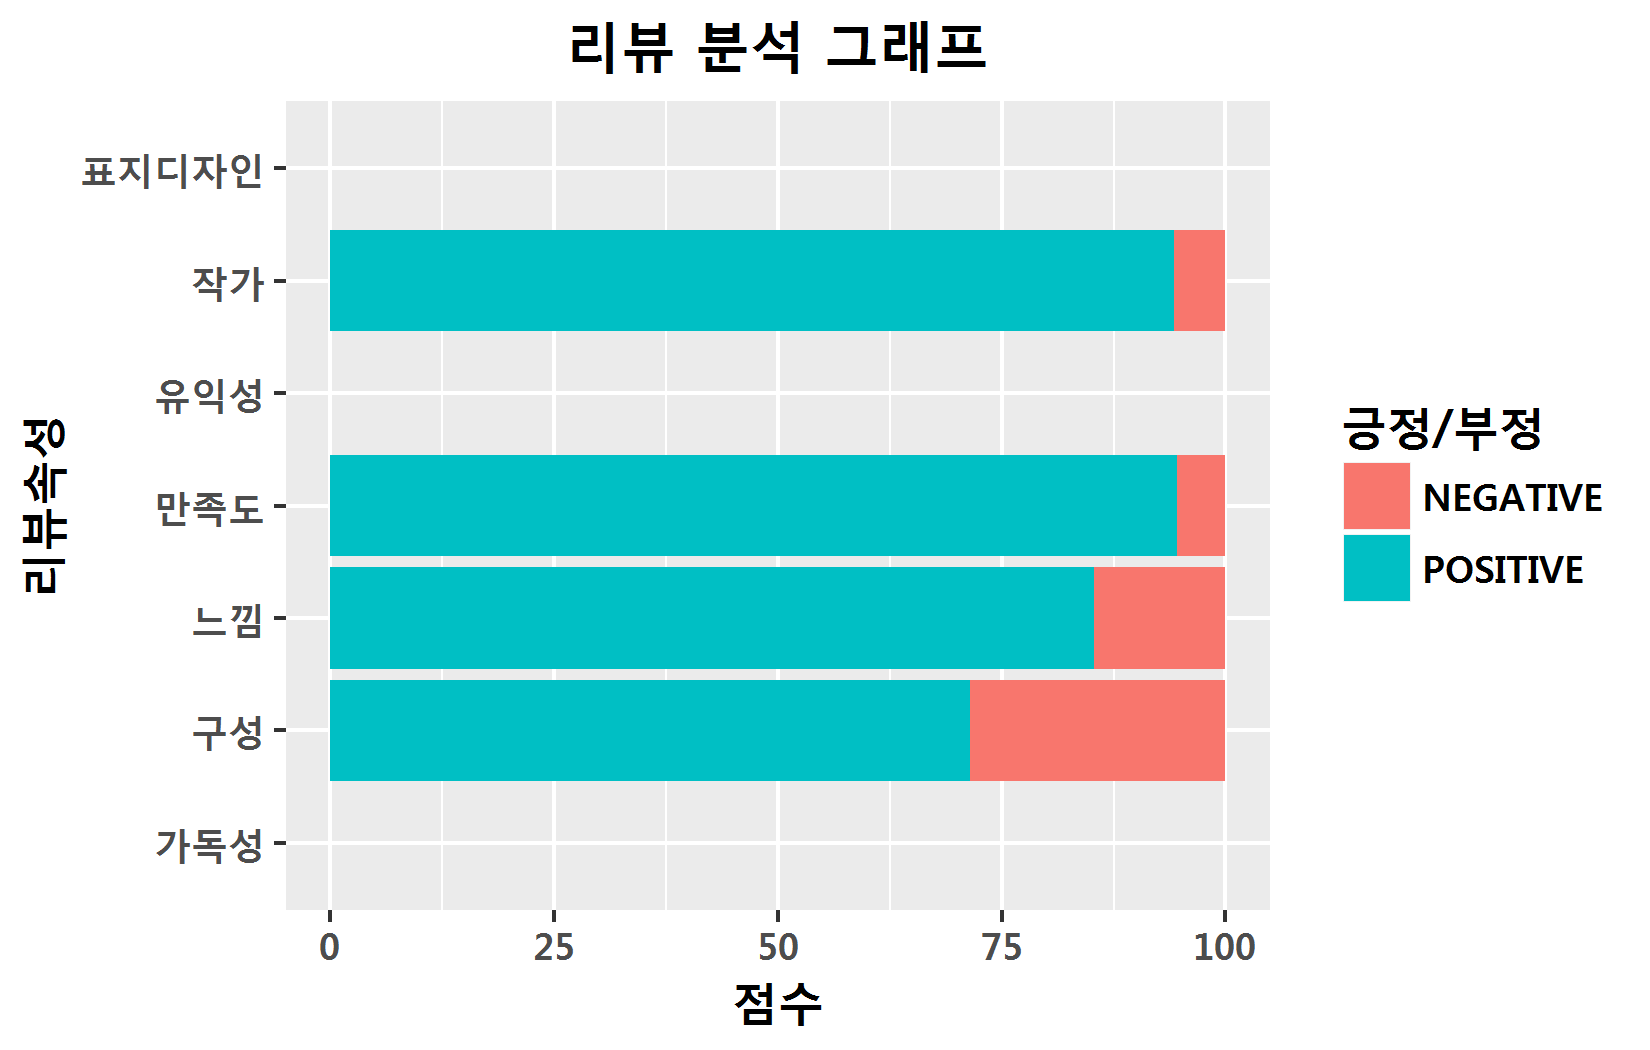 리뷰 분석 그래프
리뷰속성
표지디자인
작가
유익성
만족도
느낌
구성
가독성
0 25 50 75 100
점수
긍정/부정
NEGATIVE
POSITIVE